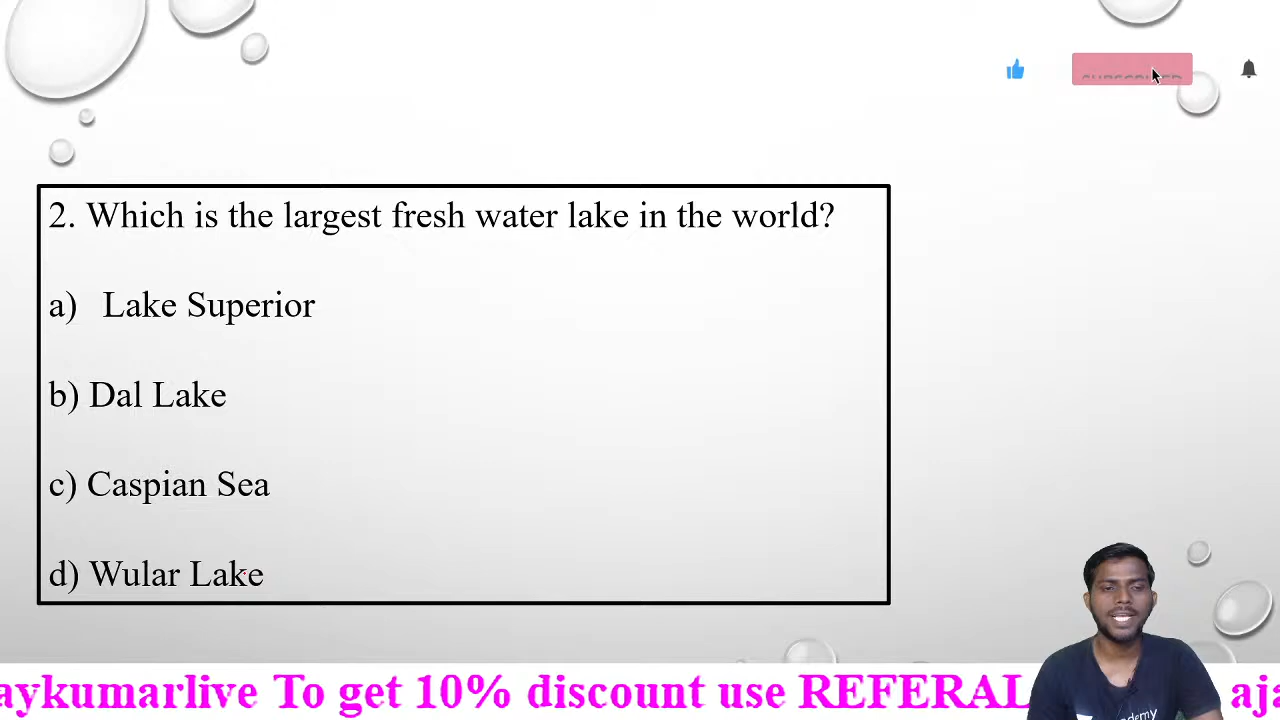 2. Which is the largest fresh water lake in the world?
a) Lake Superior
b) Dal Lake
c) Caspian Sea
d) Wular Lake
aykumarlive To get 10% discount use REFERAL aja